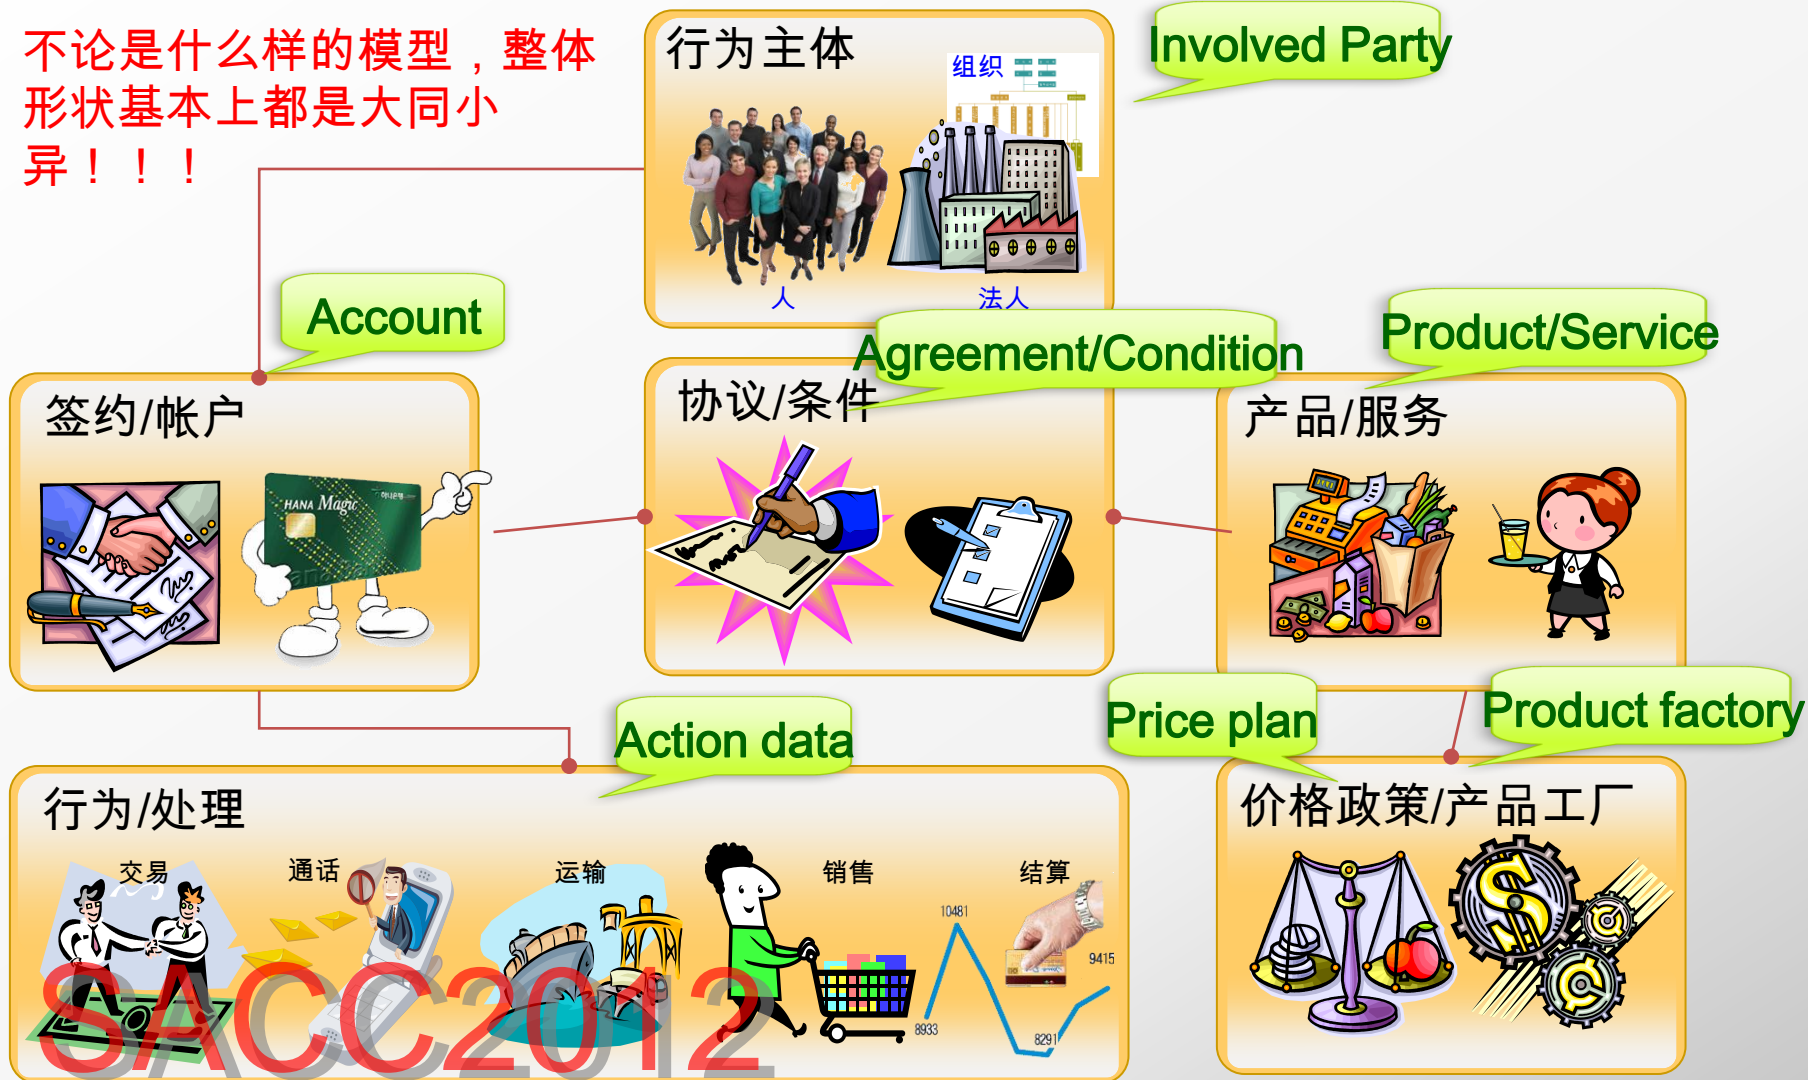 不论是什么样的模型，整体
形状基本上都是大同小
异！！！
行为主体
Involved Party
组织
人
法人
Account
签约/帐户
Agreement/Condition
协议/条件
Product/Service
产品/服务
HANA Magic
하나은행
Action data
行为/处理
交易
通话
运输
销售
结算
10481
8933
8291
9415
Price plan
Product factory
价格政策/产品工厂
SACC2012